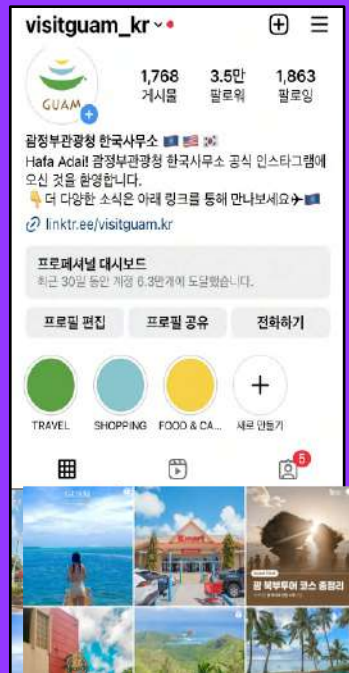 visitguam_kr
GUAM
1,768
3.5만
1,863
게시물
팔로워
팔로잉
괌정부관광청 한국사무소
Hafa Adai! 괌정부관광청 한국사무소 공식 인스타그램에
오신 것을 환영합니다.
더 다양한 소식은 아래 링크를 통해 만나보세요
linktr.ee/visitguam.kr
프로페셔널 대시보드
최근 30일 동안 계정 6.3만개에 도달했습니다.
프로필 편집
프로필 공유
전화하기
TRAVEL
SHOPPING
FOOD & CA...
새로 만들기
5
GUAM
Kmart
괌 북부투어 코스 총정리